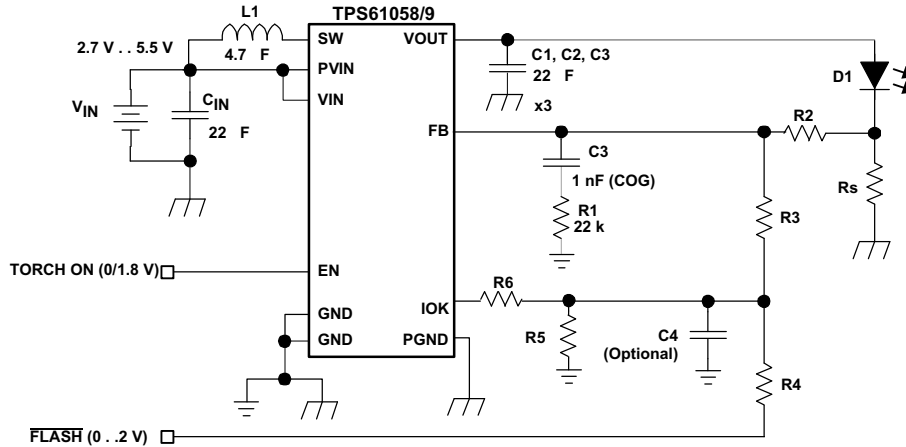 TPS61058/9
L1
4.7 F
2.7 V . . 5.5 V
SW
VOUT
PVIN
VIN
C1, C2, C3
22 F
x3
D1
VIN
CIN
22 F
FB
R2
C3
1 nF (COG)
R1
22 k
R3
Rs
TORCH ON (0/1.8 V)
EN
IOK
R6
GND
GND
PGND
R5
C4
(Optional)
R4
FLASH (0 . .2 V)